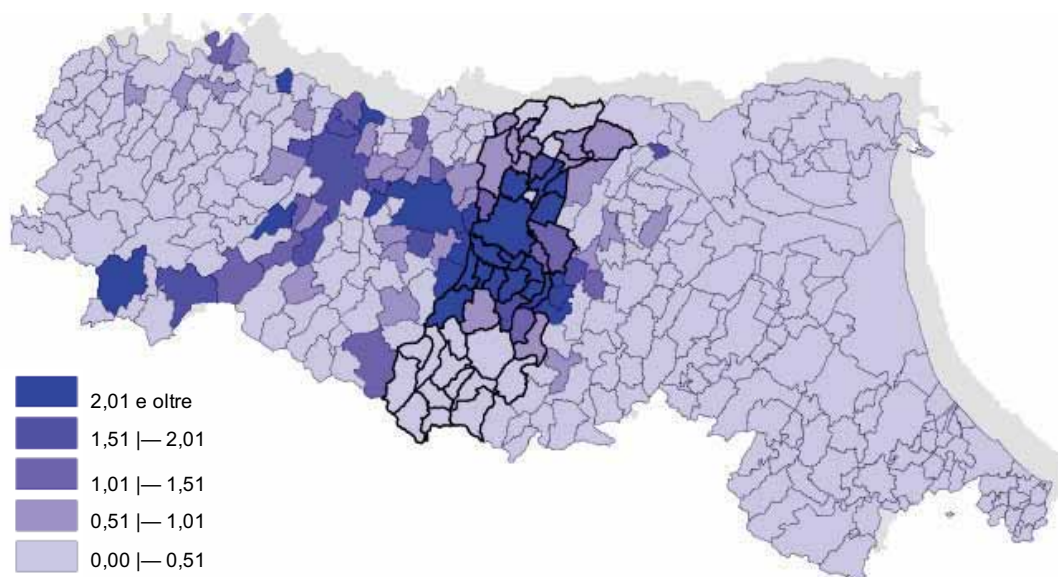 2,01 e oltre
1,51 |— 2,01
1,01 |— 1,51
0,51 |— 1,01
0,00 |— 0,51